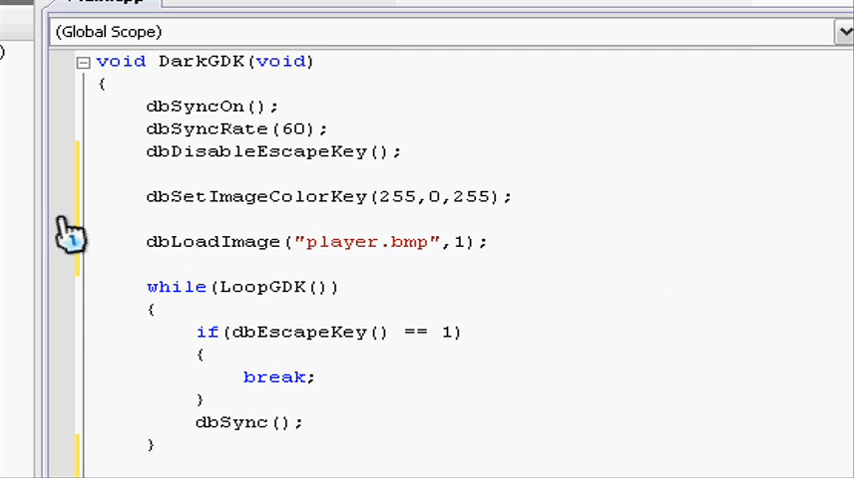 (Global Scope)
)
void DarkGDK(void)
{
dbSyncOn();
dbSyncRate(60);
dbDisableEscapeKey();
dbSetImageColorKey(255,0,255);
dbLoadImage("player.bmp",1);
while(LoopGDK())
{
if(dbEscapeKey() == 1)
{
break;
}
dbSync();
}